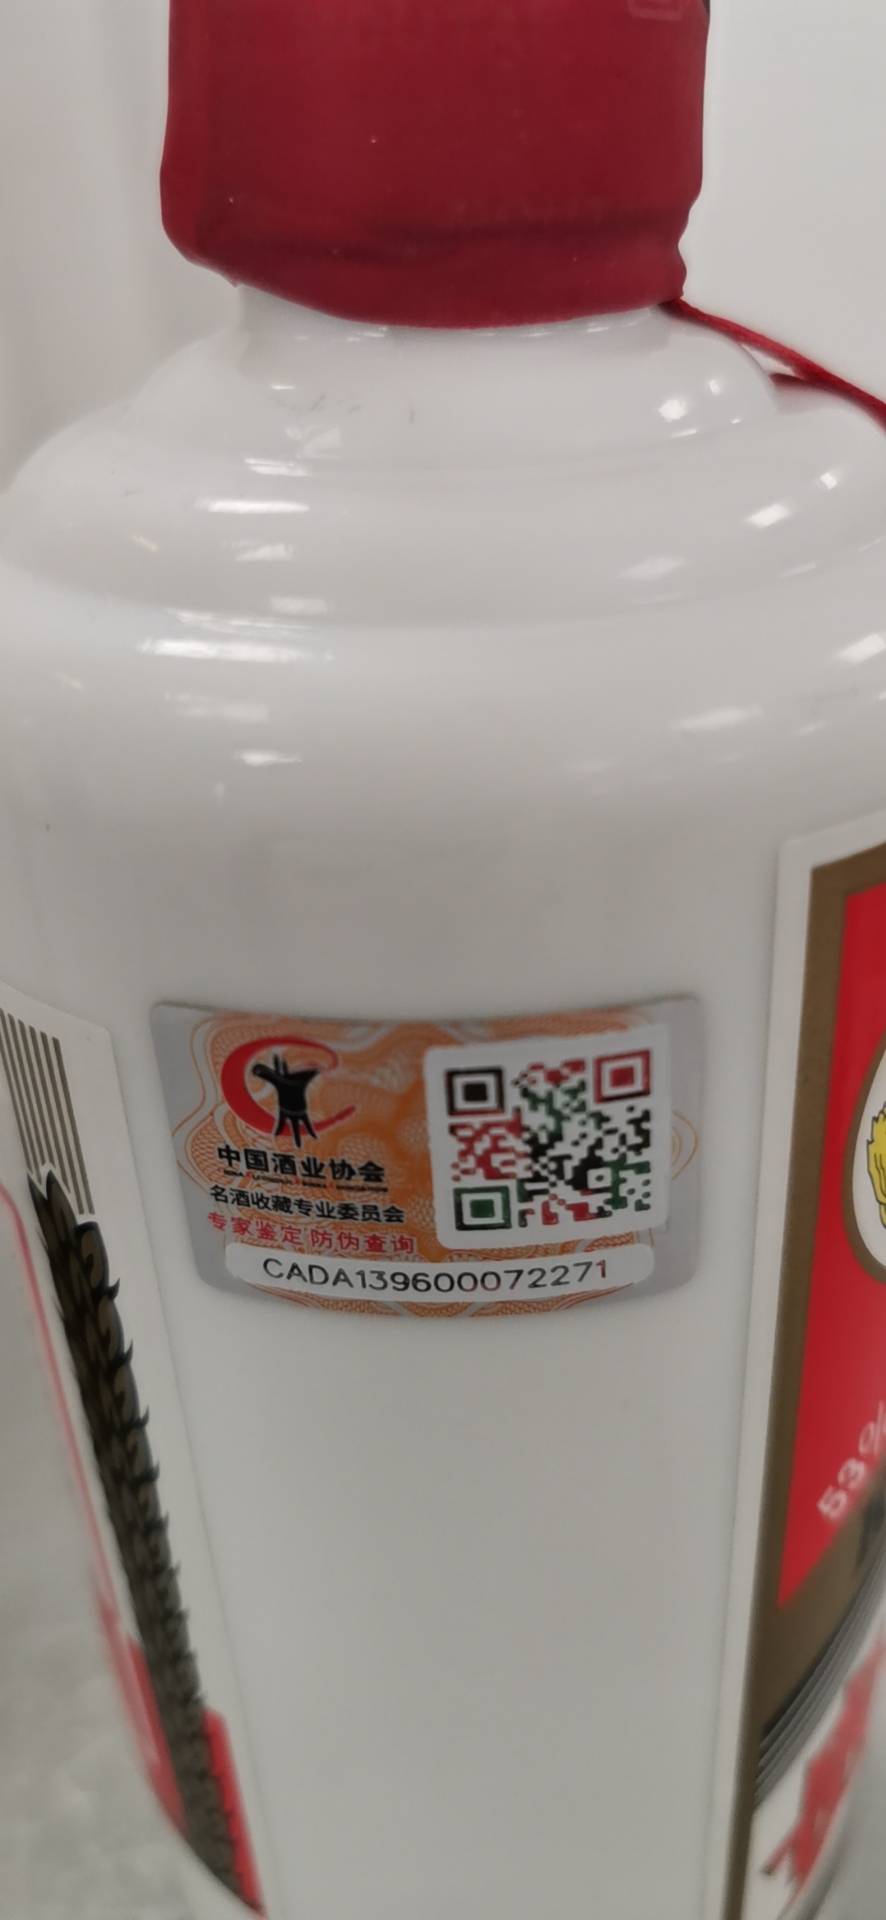 中国酒业协会
名酒收藏专业委员会
专家鉴定 防伪查询
CADA139600072271
53%